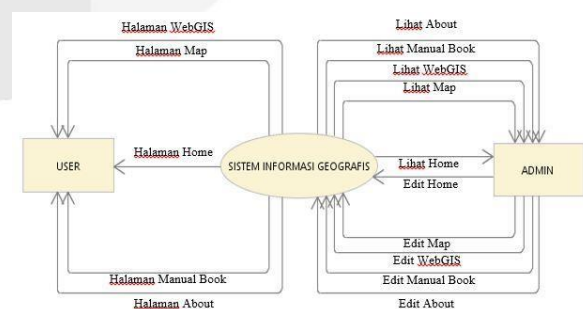 Halaman WebGIS
Halaman Map
Lihat About
Lihat Manual Book
Lihat WebGIS
Lihat Map
USER
Halaman Home
SISTEM INFORMASI GEOGRAFIS
Lihat Home
Edit Home
ADMIN
Halaman Manual Book
Halaman About
Edit Map
Edit WebGIS
Edit Manual Book
Edit About